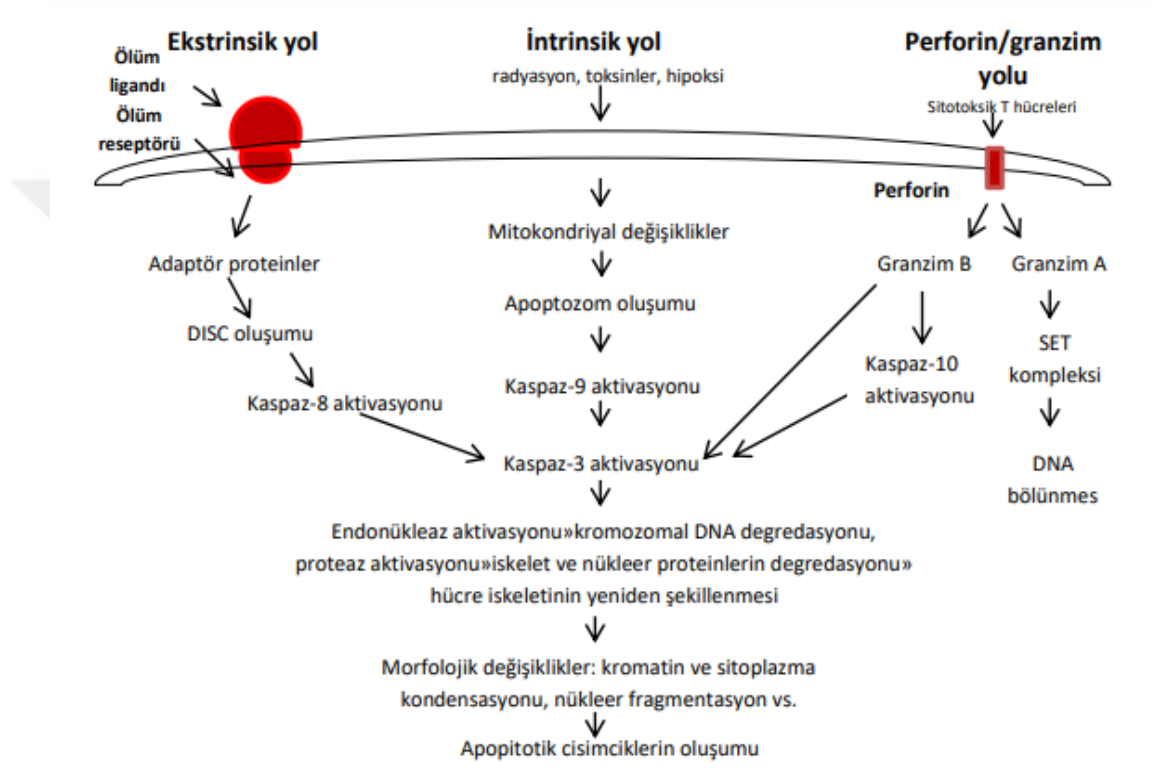 Ekstrinsik yol
Ölüm
ligandı
Ölüm
reseptörü
İntrinsik yol
radyasyon, toksinler, hipoksi
Perforin/granzim
yolu
Sitotoksik T hücreleri
Perforin
Adaptör proteinler
DISC oluşumu
Kaspaz-8 aktivasyonu
Mitokondriyal değişiklikler
Apoptozom oluşumu
Kaspaz-9 aktivasyonu
Granzim B
Granzim A
Kaspaz-10
aktivasyonu
SET
kompleksi
DNA
bölünmes
Kaspaz-3 aktivasyonu
Endonükleaz aktivasyonu»kromozomal DNA degredasyonu,
proteaz aktivasyonu»iskelet ve nükleer proteinlerin degredasyonu»
hücre iskeletinin yeniden şekillenmesi
Morfolojik değişiklikler: kromatin ve sitoplazma
kondensasyonu, nükleer fragmentasyon vs.
Apopitotik cisimciklerin oluşumu